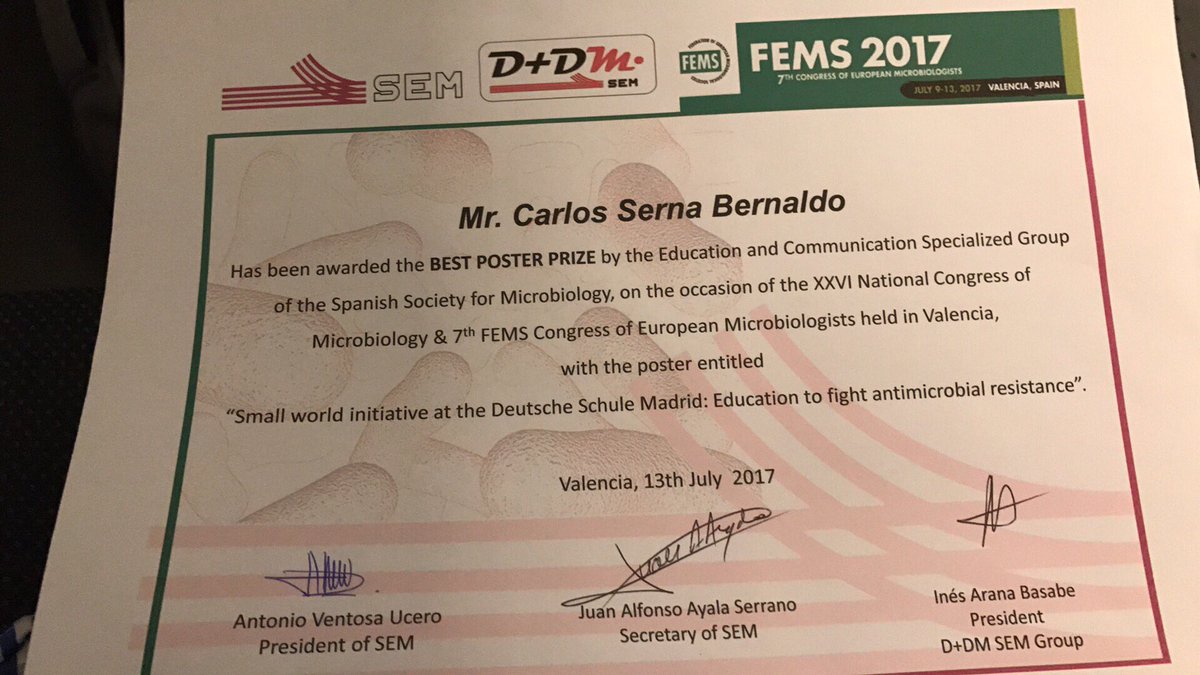 SEM
D+DM.
SEM
FEMS
FEMS 2017
7TH CONGRESS OF EUROPEAN MICROBIOLOGISTS
JULY 9-13, 2017 VALENCIA, SPAIN
Mr. Carlos Serna Bernaldo
Has been awarded the BEST POSTER PRIZE by the Education and Communication Specialized Group
of the Spanish Society for Microbiology, on the occasion of the XXVI National Congress of
Microbiology & 7th FEMS Congress of European Microbiologists held in Valencia,
with the poster entitled
“Small world initiative at the Deutsche Schule Madrid: Education to fight antimicrobial resistance”.
Valencia, 13th July 2017
Antonio Ventosa Ucero
President of SEM
Juan Alfonso Ayala Serrano
Secretary of SEM
Inés Arana Basabe
President
D+DM SEM Group